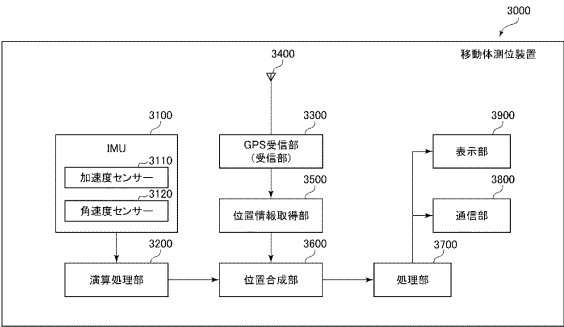 3000
移動体測位装置
3400
3100
IMU
3110
加速度センサー
3120
角速度センサー
3300
GPS受信部
(受信部)
3900
表示部
3500
位置情報取得部
3800
通信部
3200
演算処理部
3600
位置合成部
3700
処理部